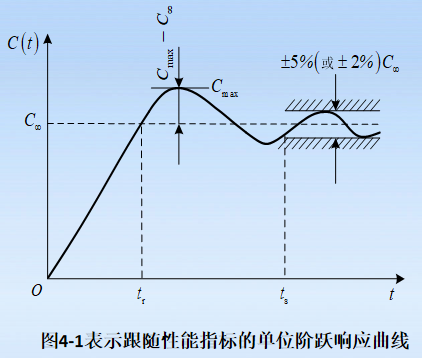 C(t)
C_max − C_8
C_max
±5%(或±2%)C_∞
C_∞
O
t_r
t_s
t
图4-1表示跟随性能指标的单位阶跃响应曲线